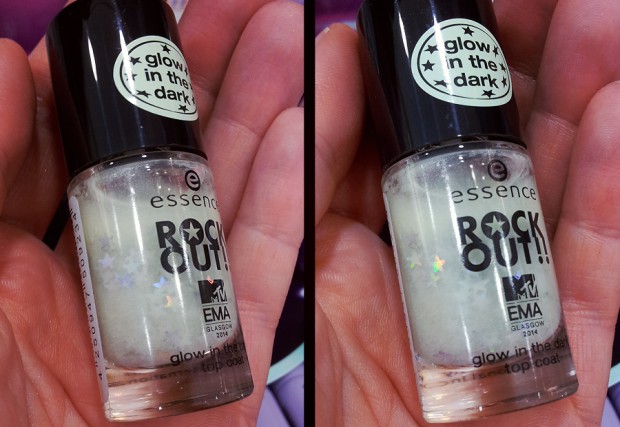 glow
in the
dark
essence
ROCK
OUT!!
MTV
EMA
GLASGOW
2014
glow in the
top coat
glow
in the
dark
essence
ROCK
OUT!!
MTV
EMA
GLASGOW
2014
glow in the dark
top coat